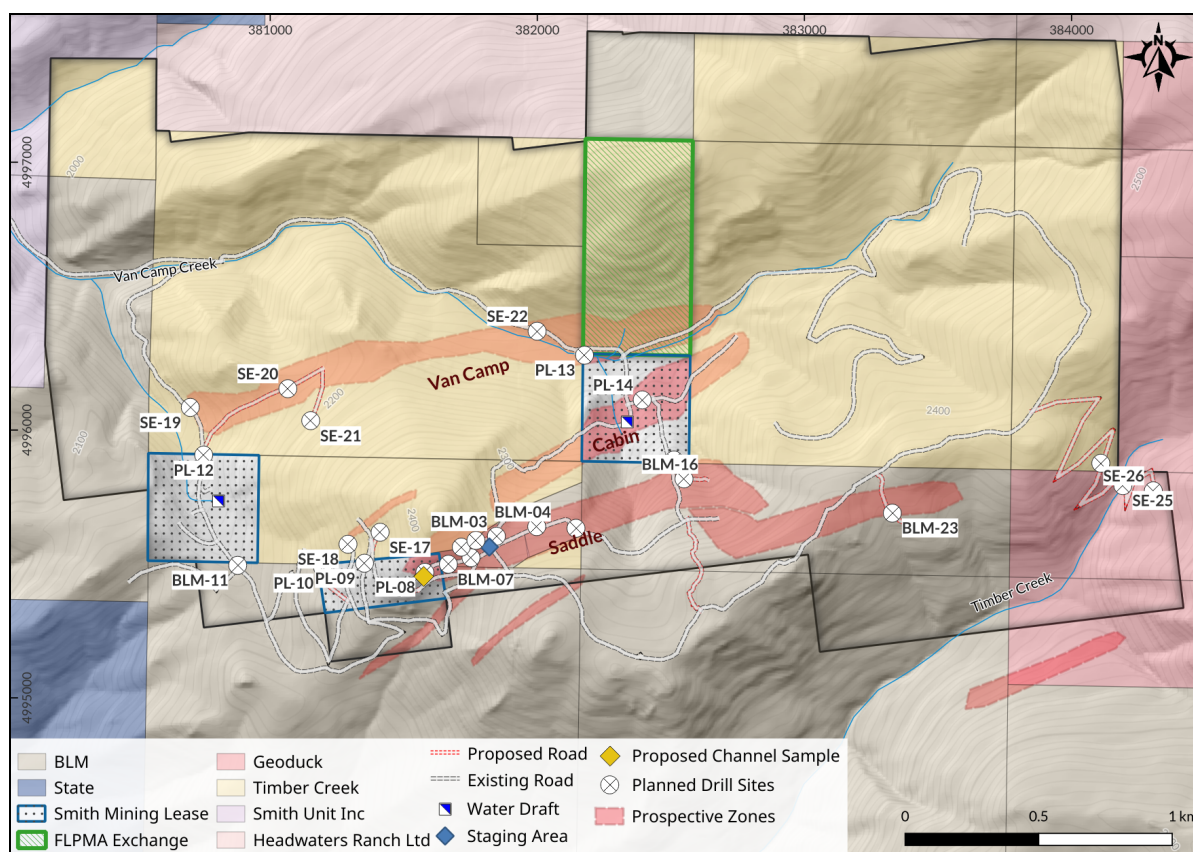 381000
382000
383000
384000
N
4997000
2000
2500
Van Camp Creek
SE-22
PL-13
SE-20
Van Camp
PL-14
SE-19
2200
SE-21
2400
4996000
2100
Cabin
PL-12
BLM-16
SE-26
SE-25
2400
BLM-03
BLM-04
BLM-23
SE-17
Saddle
SE-18
BLM-11
PL-10
PL-09
PL-08
BLM-07
Timber Creek
4995000
BLM
State
Smith Mining Lease
FLPMA Exchange
Geoduck
Timber Creek
Smith Unit Inc
Headwaters Ranch Ltd
Proposed Road
Existing Road
Water Draft
Staging Area
Proposed Channel Sample
Planned Drill Sites
Prospective Zones
0
0.5
1 km